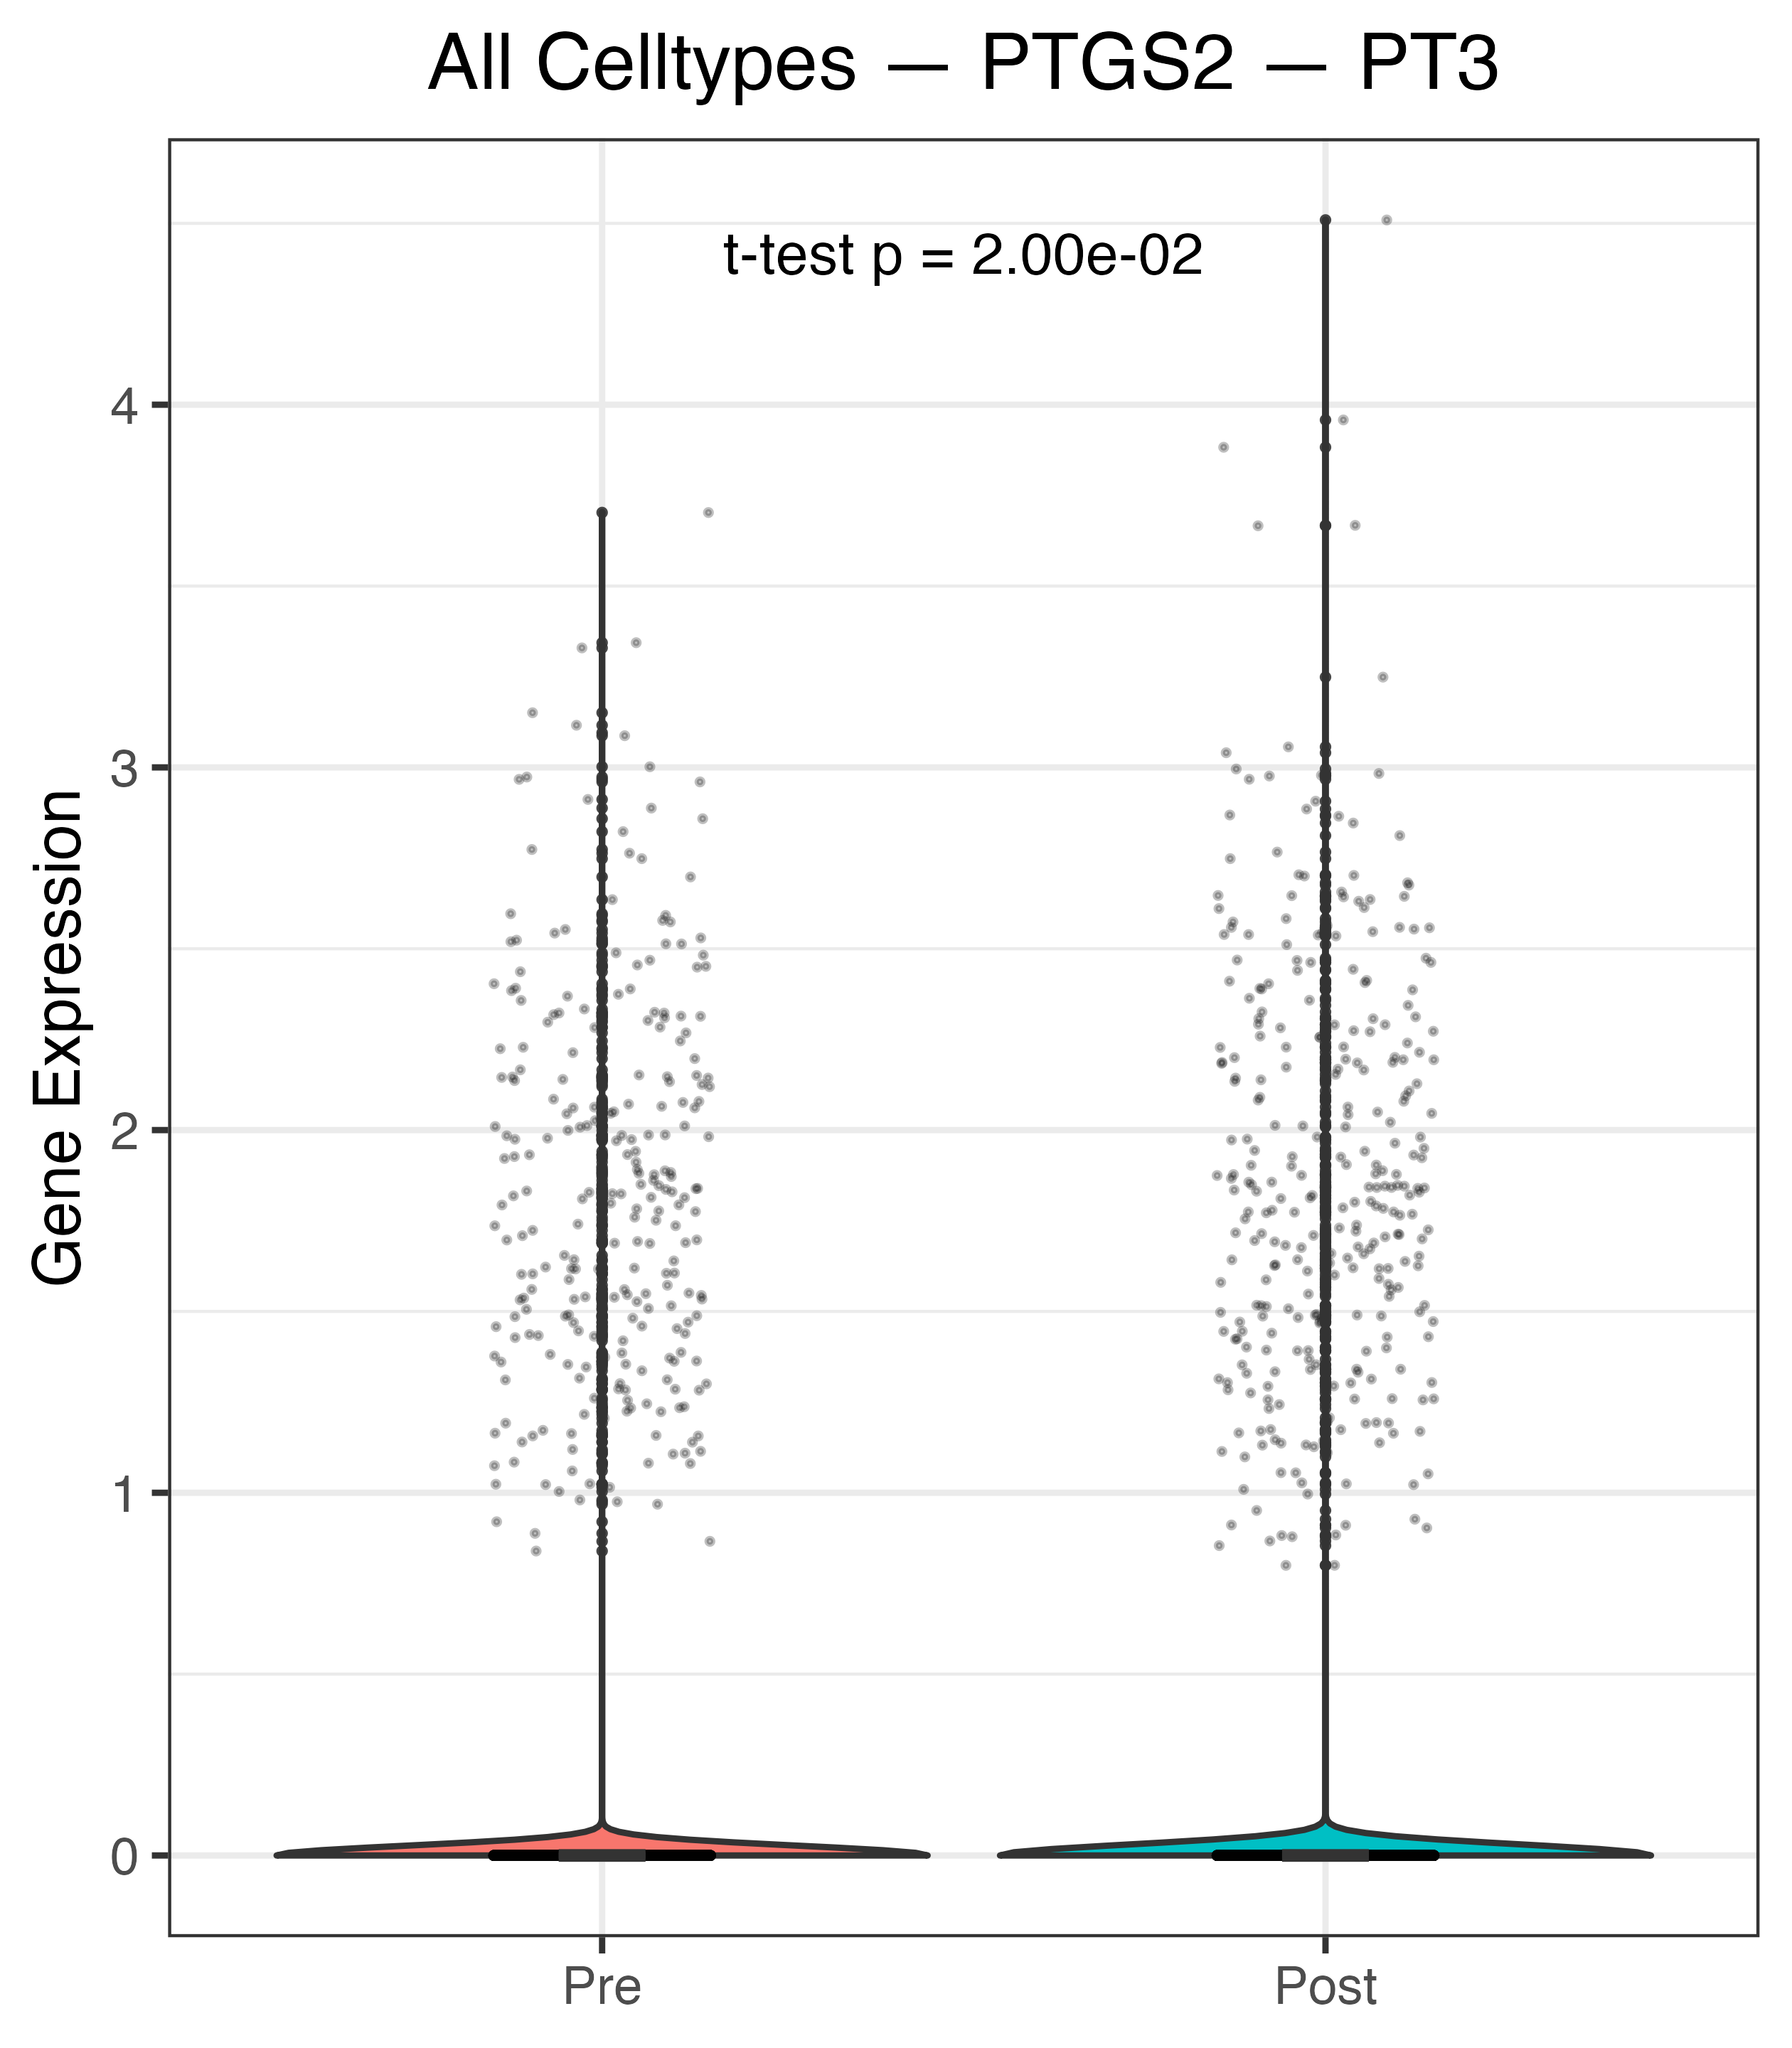 All Celltypes — PTGS2 — PT3
t-test p = 2.00e-02
Gene Expression
4
3
2
1
0
Pre
Post